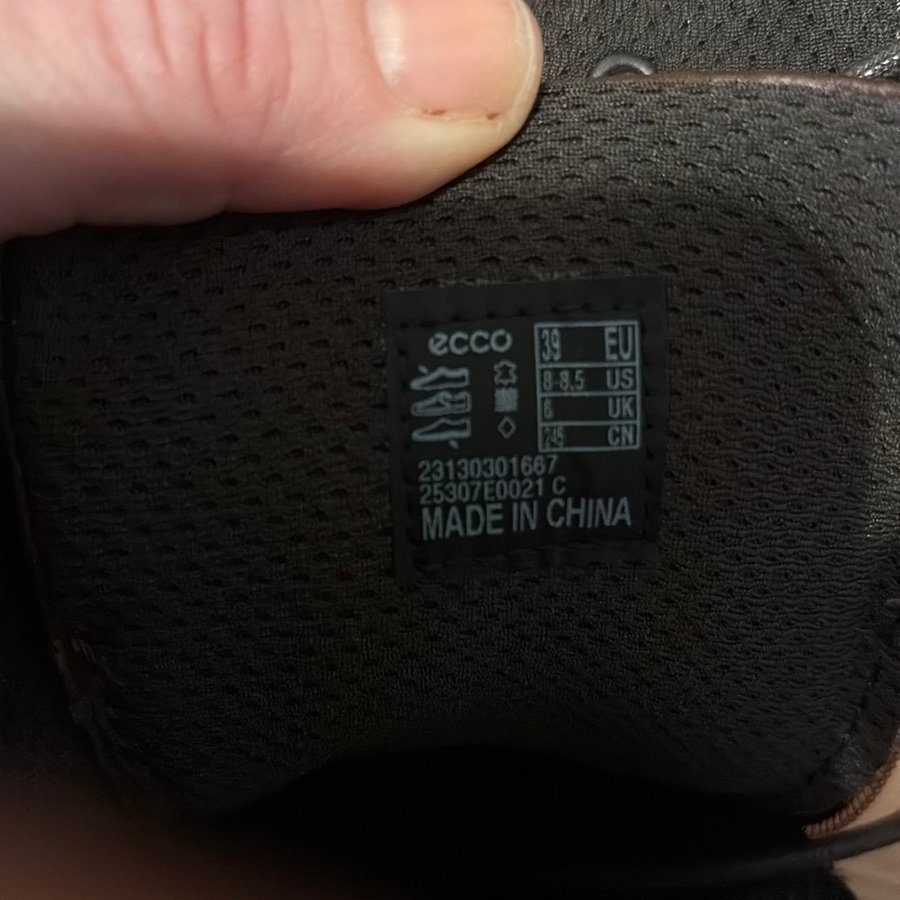 ecco
39 EU
8-8.5 US
6 UK
245 CN
23130301667
25307E0021 C
MADE IN CHINA